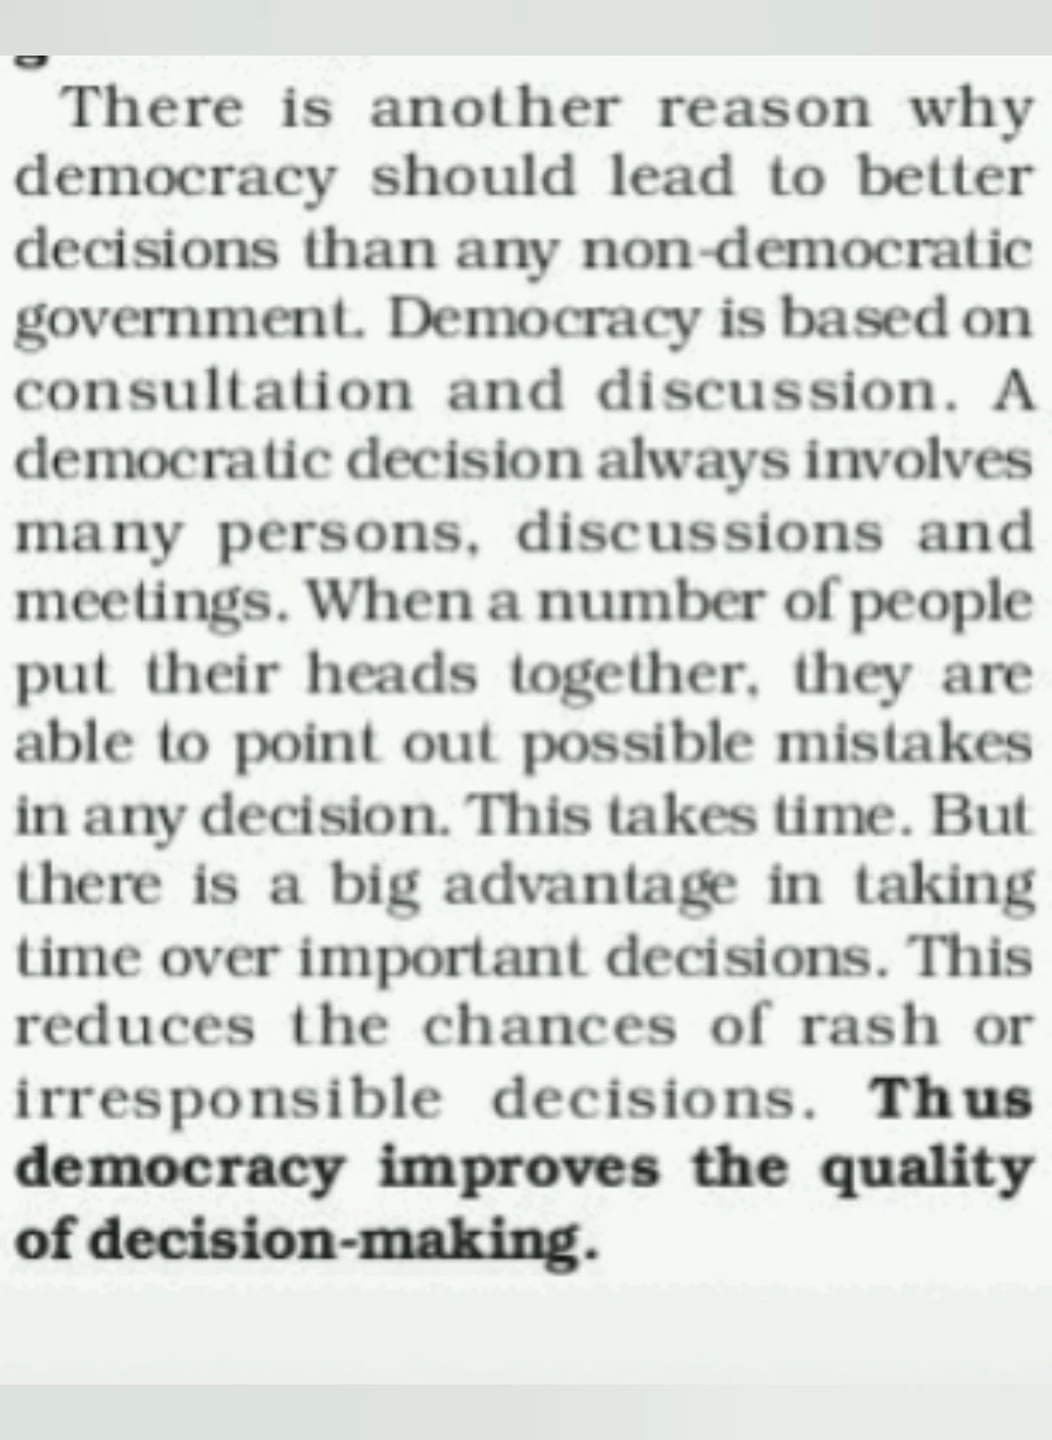 There is another reason why
democracy should lead to better
decisions than any non-democratic
government. Democracy is based on
consultation and discussion. A
democratic decision always involves
many persons, discussions and
meetings. When a number of people
put their heads together, they are
able to point out possible mistakes
in any decision. This takes time. But
there is a big advantage in taking
time over important decisions. This
reduces the chances of rash or
irresponsible decisions. Thus
democracy improves the quality
of decision-making.